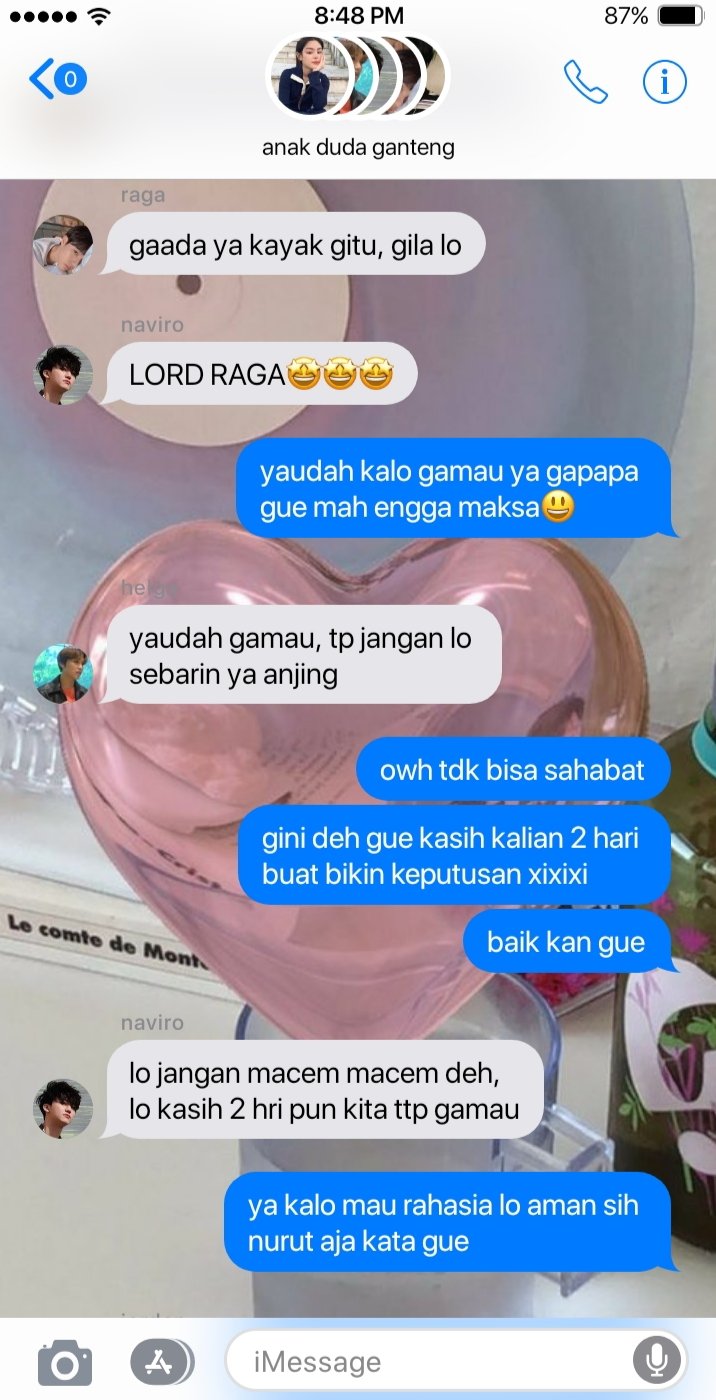 8:48 PM
87%
0
anak duda ganteng
raga
gaada ya kayak gitu, gila lo
naviro
LORD RAGA🤩🤩🤩
yaudah kalo gamau ya gapapa
gue mah engga maksa😃
yaudah gamau, tp jangan lo
sebarin ya anjing
owh tdk bisa sahabat
gini deh gue kasih kalian 2 hari
buat bikin keputusan xixixi
baik kan gue
Le comte de
naviro
lo jangan macem macem deh,
lo kasih 2 hri pun kita ttp gamau
ya kalo mau rahasia lo aman sih
nurut aja kata gue
iMessage